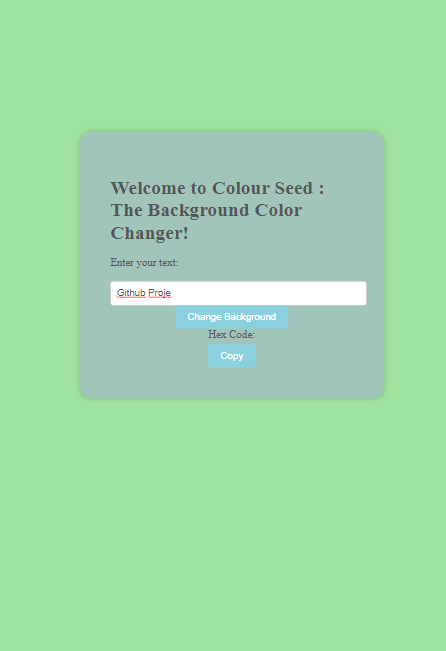 Welcome to Colour Seed :
The Background Color
Changer!
Enter your text:
Github Proje
Change Background
Hex Code:
Copy